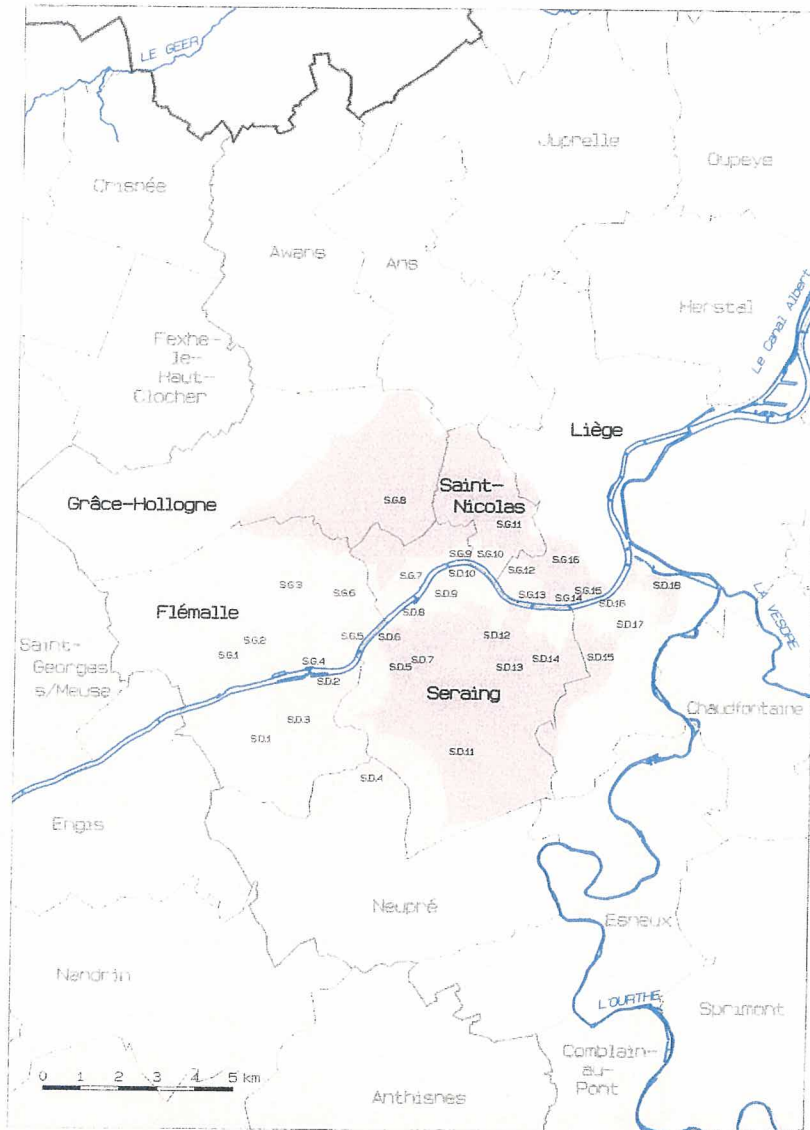 LE GEER
Juprelle
Oupeye
Crisnée
Awans
Ans
Herstal
Le Canal Albert
Fexhe-
le-
Haut-
Clocher
Liège
Grâce-Hollogne
S.G.8
Saint-
Nicolas
S.G.11
S.G.9
S.G.10
S.G.16
S.G.7
S.D.10
S.G.12
S.G.3
S.G.6
S.D.9
S.G.13
S.G.14
S.G.15
S.D.16
S.D.18
LA VESDRE
Flémalle
S.D.8
S.D.17
S.G.2
S.G.5
S.D.6
S.D.12
Saint-
Georges
s/Meuse
S.G.1
S.G.4
S.D.5
S.D.7
S.D.13
S.D.14
S.D.15
S.D.2
Seraing
Chaudfontaine
S.D.3
S.D.1
S.D.11
S.D.4
Engis
Neupré
Esneux
Nandrin
L'OURTHE
Sprimont
0 1 2 3 4 5 km
Comblain-
au-
Pont
Anthisnes